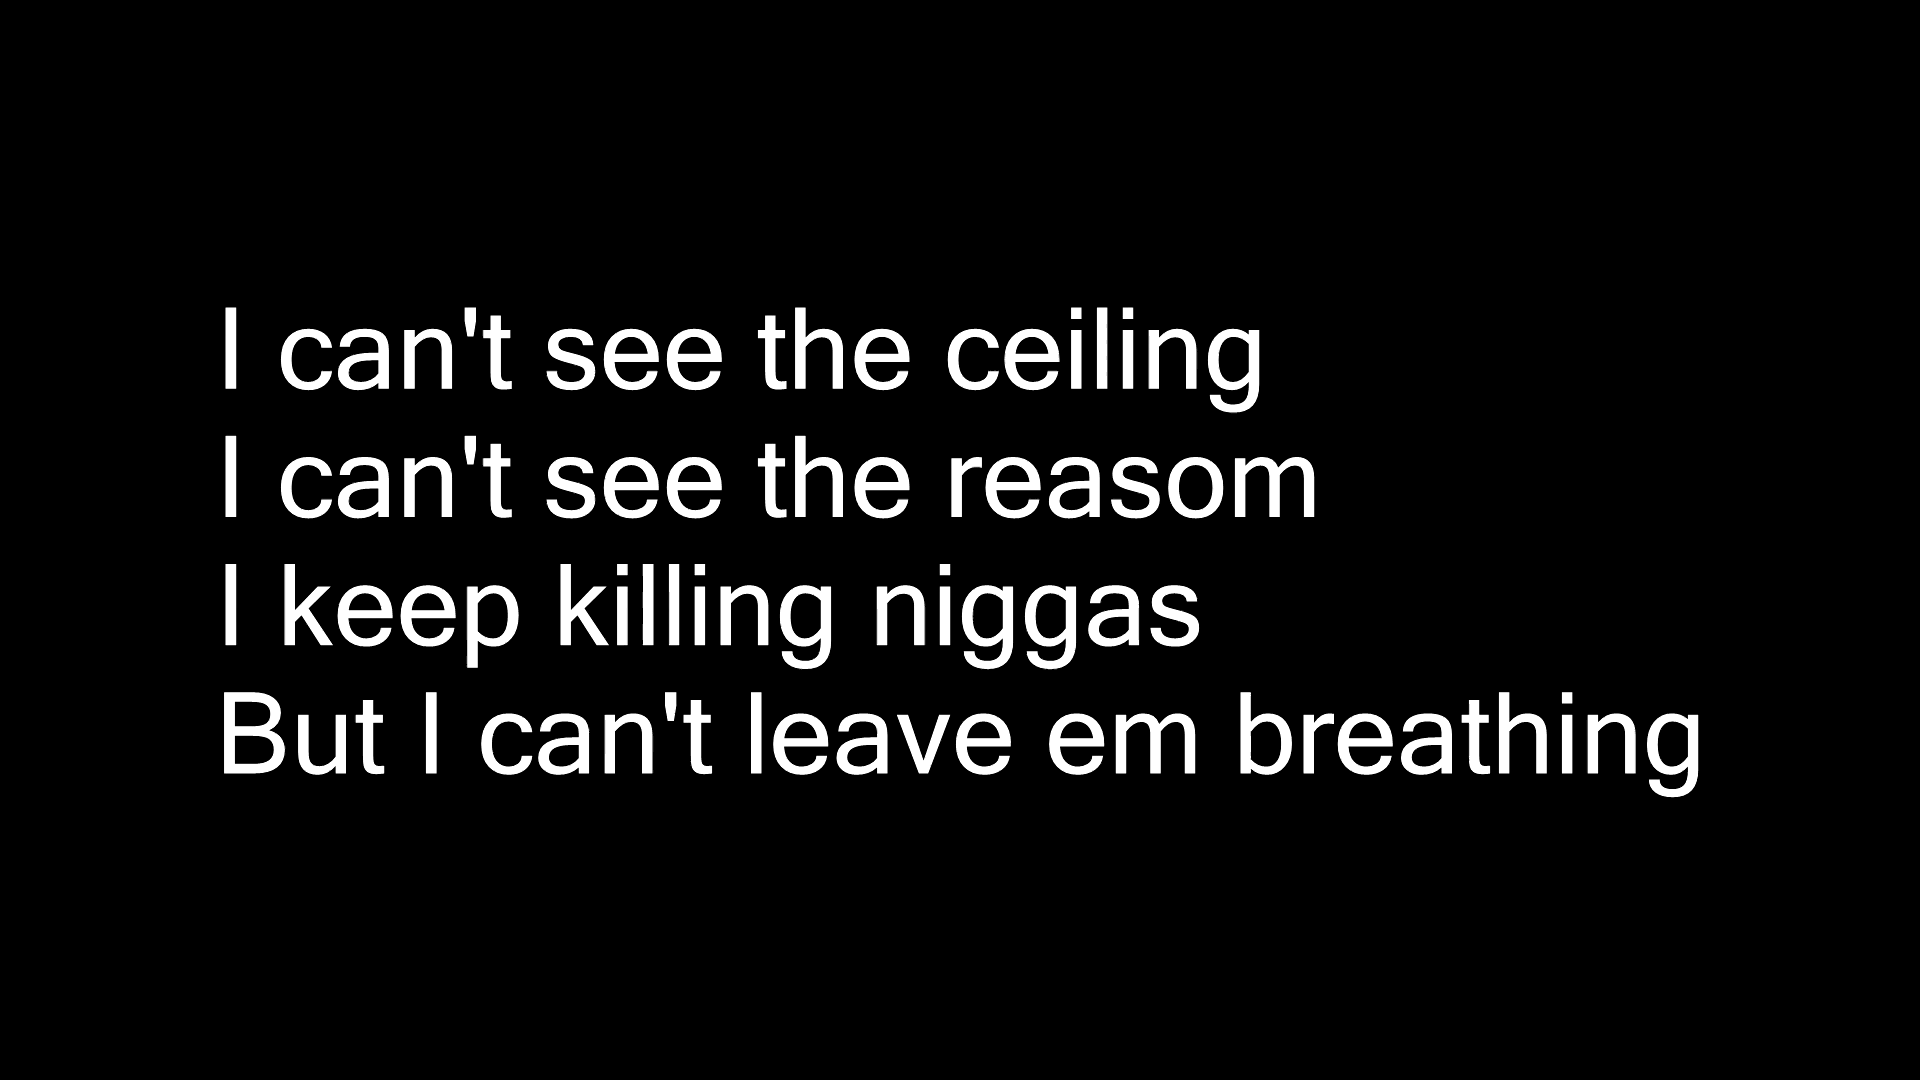 I can't see the ceiling
I can't see the reasom
I keep killing niggas
But I can't leave em breathing